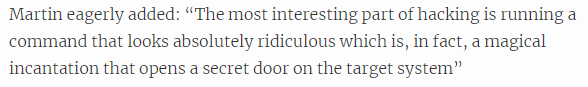 Martin eagerly added: “The most interesting part of hacking is running a
command that looks absolutely ridiculous which is, in fact, a magical
incantation that opens a secret door on the target system”